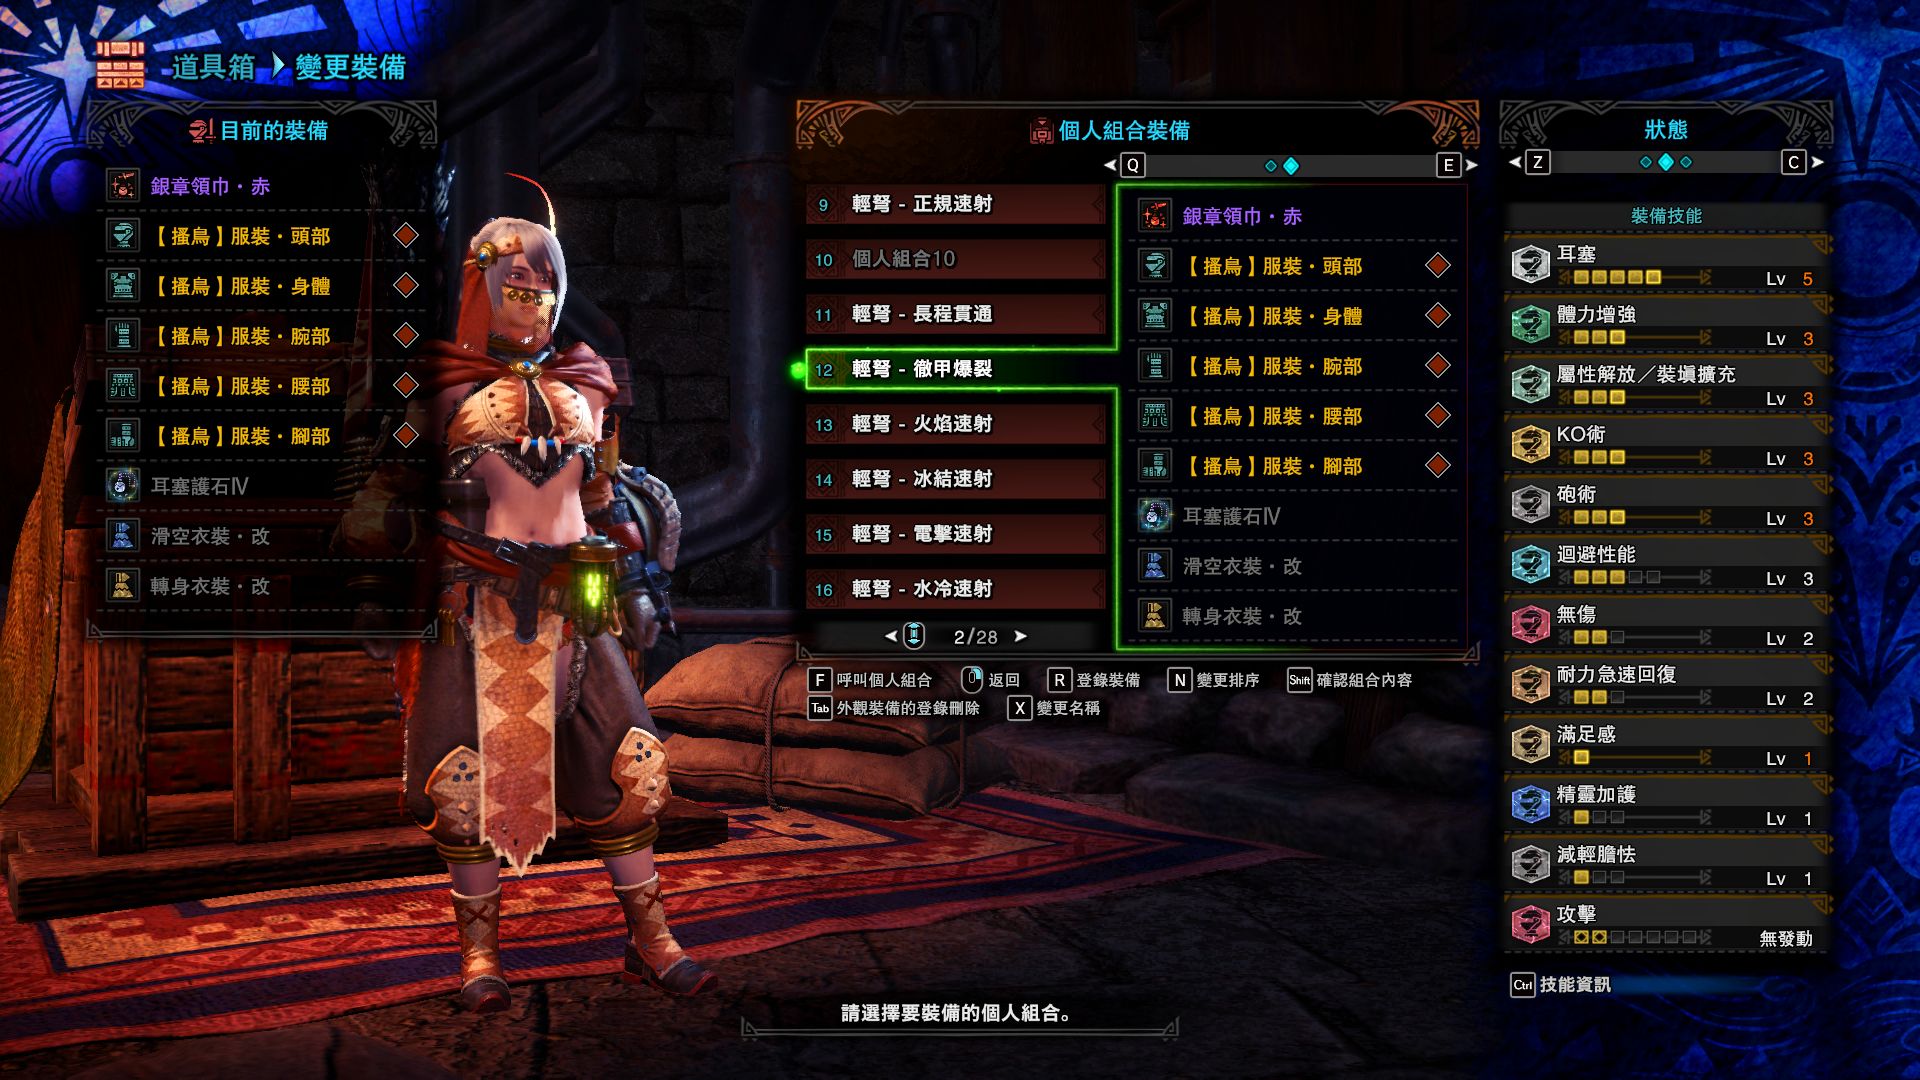 道具箱 變更裝備
目前的裝備
銀章領巾・赤
【搔鳥】服裝・頭部
【搔鳥】服裝・身體
【搔鳥】服裝・腕部
【搔鳥】服裝・腰部
【搔鳥】服裝・腳部
耳塞護石Ⅳ
滑空衣裝・改
轉身衣裝・改
個人組合裝備
Q E
9 輕弩 - 正規速射
10 個人組合10
11 輕弩 - 長程貫通
12 輕弩 - 徹甲爆裂
13 輕弩 - 火焰速射
14 輕弩 - 冰結速射
15 輕弩 - 電擊速射
16 輕弩 - 水冷速射
2/28
銀章領巾・赤
【搔鳥】服裝・頭部
【搔鳥】服裝・身體
【搔鳥】服裝・腕部
【搔鳥】服裝・腰部
【搔鳥】服裝・腳部
耳塞護石Ⅳ
滑空衣裝・改
轉身衣裝・改
F 呼叫個人組合 返回 R 登錄裝備 N 變更排序 Shift 確認組合內容
Tab 外觀裝備的登錄刪除 X 變更名稱
狀態
Z C
裝備技能
耳塞
Lv 5
體力增強
Lv 3
屬性解放／裝填擴充
Lv 3
KO術
Lv 3
砲術
Lv 3
迴避性能
Lv 3
無傷
Lv 2
耐力急速回復
Lv 2
滿足感
Lv 1
精靈加護
Lv 1
減輕膽怯
Lv 1
攻擊
無發動
Ctrl 技能資訊
請選擇要裝備的個人組合。